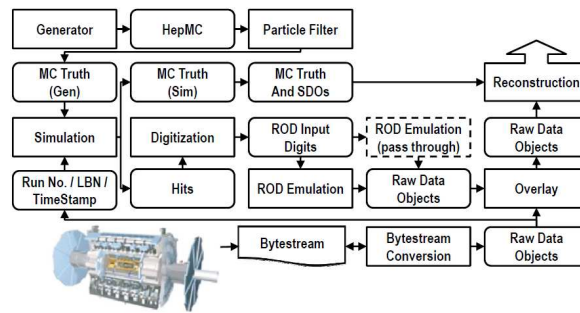 Generator
HepMC
Particle Filter
MC Truth
(Gen)
MC Truth
(Sim)
MC Truth
And SDOs
Reconstruction
Simulation
Digitization
ROD Input
Digits
ROD Emulation
(pass through)
Raw Data
Objects
Run No. / LBN /
TimeStamp
Hits
ROD Emulation
Raw Data
Objects
Overlay
Bytestream
Bytestream
Conversion
Raw Data
Objects